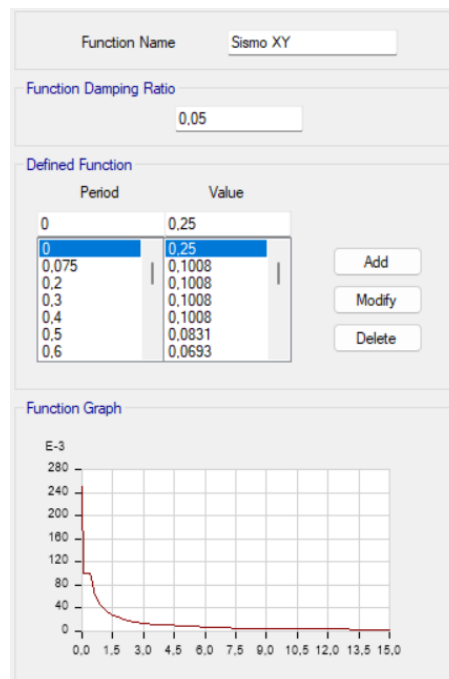 Function Name Sismo XY
Function Damping Ratio
0,05
Defined Function
Period Value
0 0,25
0 0,25
0,075 0,1008
0,2 0,1008
0,3 0,1008
0,4 0,1008
0,5 0,0831
0,6 0,0693
Add
Modify
Delete
Function Graph
E-3
280
240
200
160
120
80
40
0
0,0 1,5 3,0 4,5 6,0 7,5 9,0 10,5 12,0 13,5 15,0